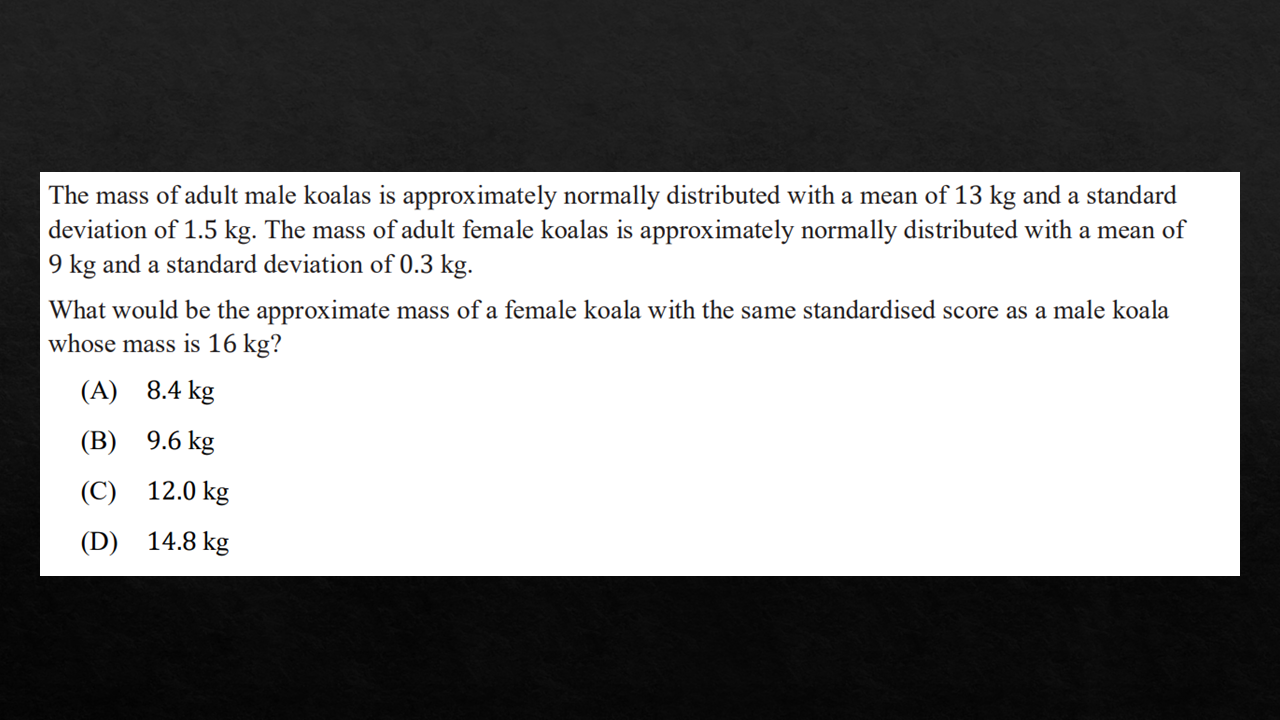 The mass of adult male koalas is approximately normally distributed with a mean of 13 kg and a standard
deviation of 1.5 kg. The mass of adult female koalas is approximately normally distributed with a mean of
9 kg and a standard deviation of 0.3 kg.
What would be the approximate mass of a female koala with the same standardised score as a male koala
whose mass is 16 kg?
(A) 8.4 kg
(B) 9.6 kg
(C) 12.0 kg
(D) 14.8 kg